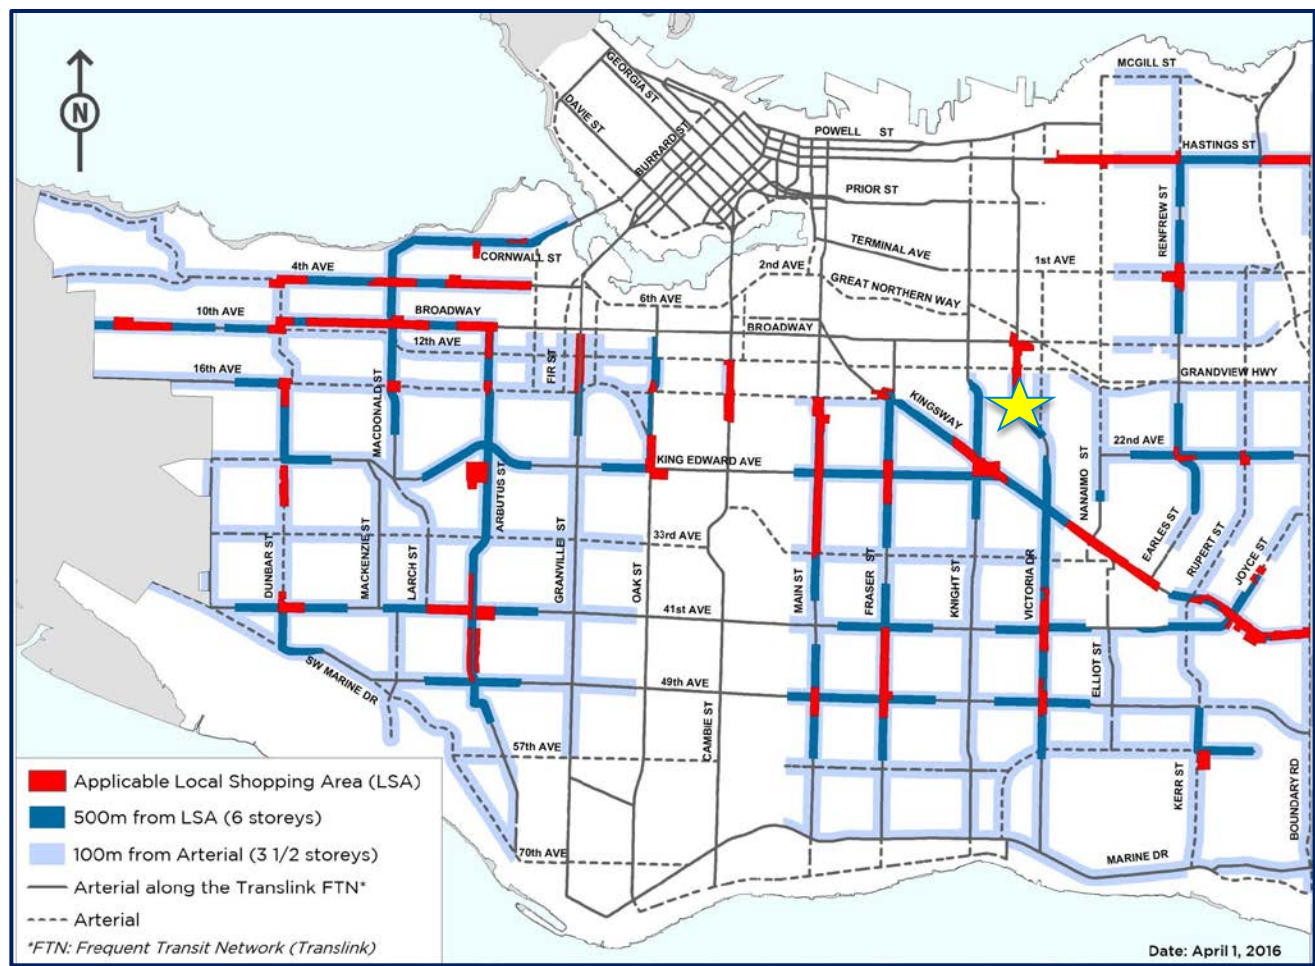 MCGILL ST
GEORGIA ST
DAVIE ST
BURRARD ST
POWELL ST
HASTINGS ST
N
PRIOR ST
RENFREW ST
TERMINAL AVE
CORNWALL ST
4th AVE
2nd AVE
1st AVE
GREAT NORTHERN WAY
6th AVE
10th AVE
BROADWAY
BROADWAY
12th AVE
FIR ST
16th AVE
GRANDVIEW HWY
MACDONALD ST
KINGSWAY
22nd AVE
KING EDWARD AVE
NANAIMO ST
ARBUTUS ST
33rd AVE
EARLES ST
RUPERT ST
JOYCE ST
DUNBAR ST
MACKENZIE ST
LARCH ST
GRANVILLE ST
OAK ST
MAIN ST
FRASER ST
KNIGHT ST
VICTORIA DR
41st AVE
ELLIOT ST
SW MARINE DR
49th AVE
CAMBIE ST
57th AVE
KERR ST
BOUNDARY RD
70th AVE
MARINE DR
Applicable Local Shopping Area (LSA)
500m from LSA (6 storeys)
100m from Arterial (3 1/2 storeys)
Arterial along the Translink FTN*
Arterial
*FTN: Frequent Transit Network (Translink)
Date: April 1, 2016